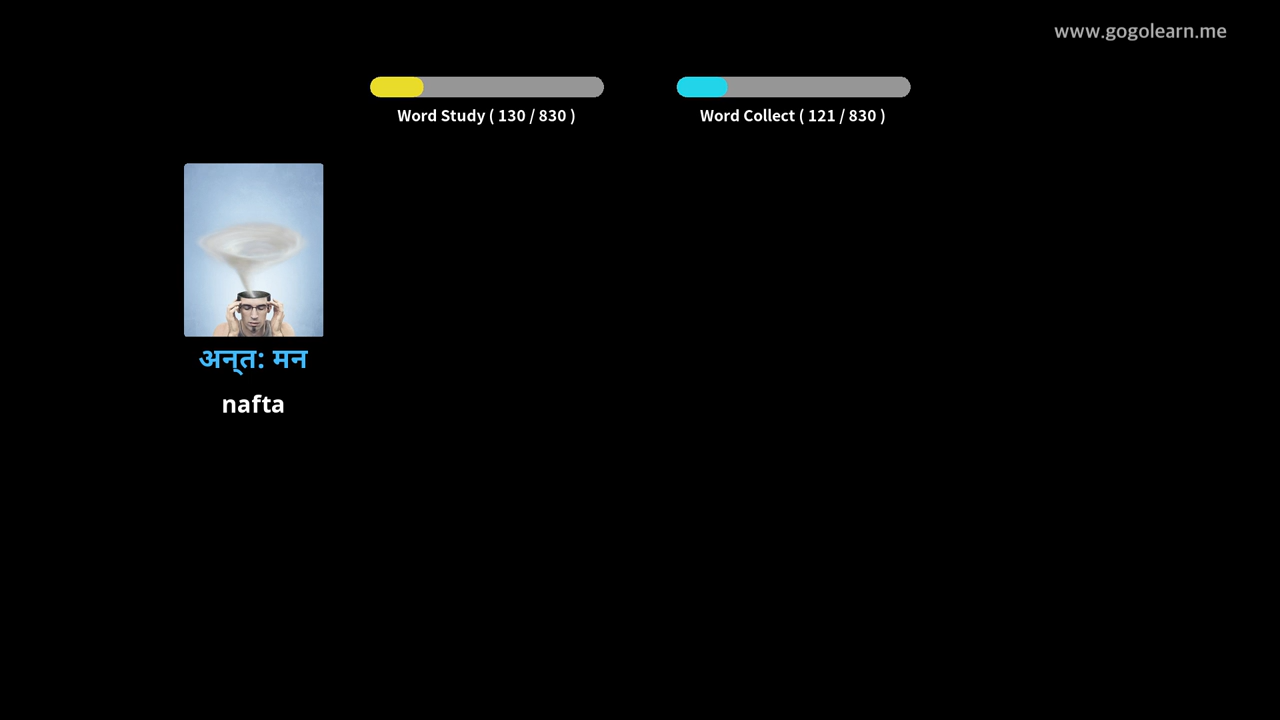 www.gogolearn.me
Word Study ( 130 / 830 )
Word Collect ( 121 / 830 )
अन्त: मन
nafta